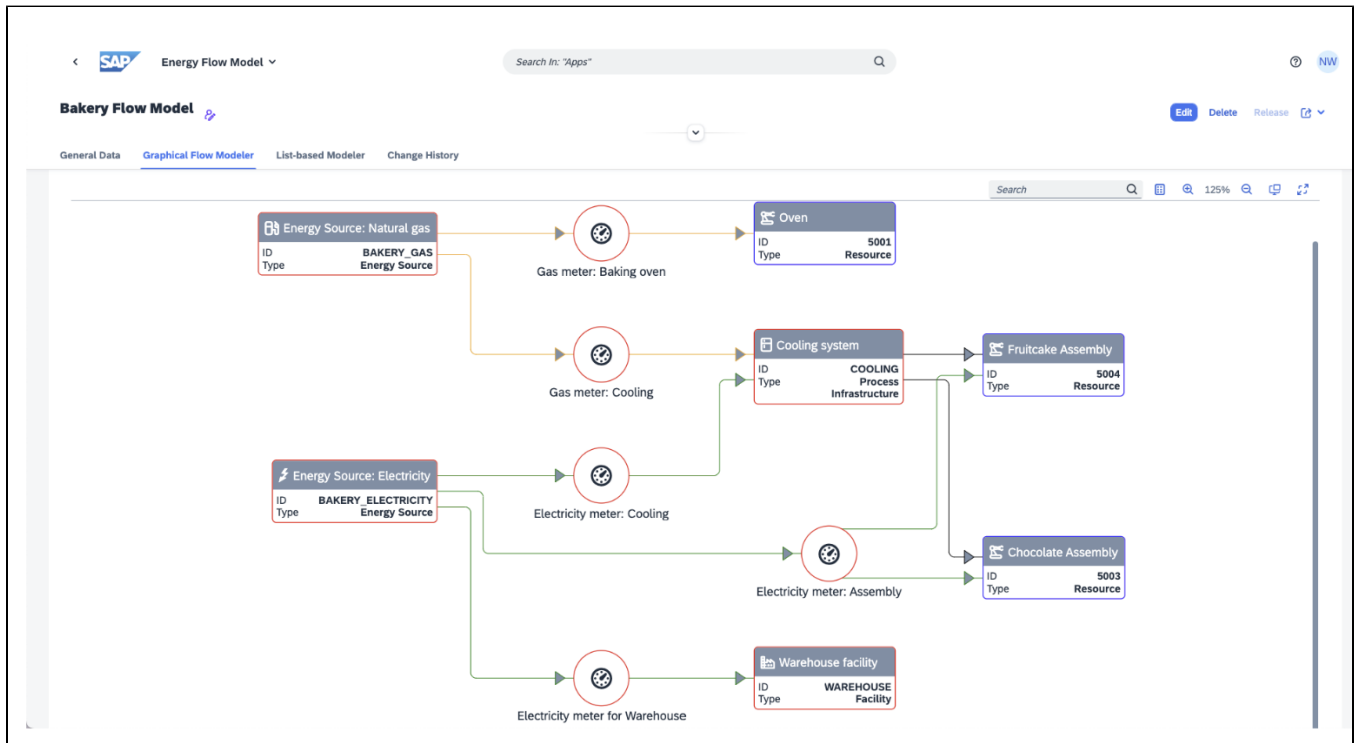 SAP Energy Flow Model
Search In: "Apps"
NW
Bakery Flow Model
Edit Delete Release
General Data Graphical Flow Modeler List-based Modeler Change History
Search
125%
Energy Source: Natural gas
ID BAKERY_GAS
Type Energy Source
Gas meter: Baking oven
Oven
ID 5001
Type Resource
Gas meter: Cooling
Cooling system
ID COOLING
Type Process
Infrastructure
Fruitcake Assembly
ID 5004
Type Resource
Energy Source: Electricity
ID BAKERY_ELECTRICITY
Type Energy Source
Electricity meter: Cooling
Electricity meter: Assembly
Chocolate Assembly
ID 5003
Type Resource
Electricity meter for Warehouse
Warehouse facility
ID WAREHOUSE
Type Facility